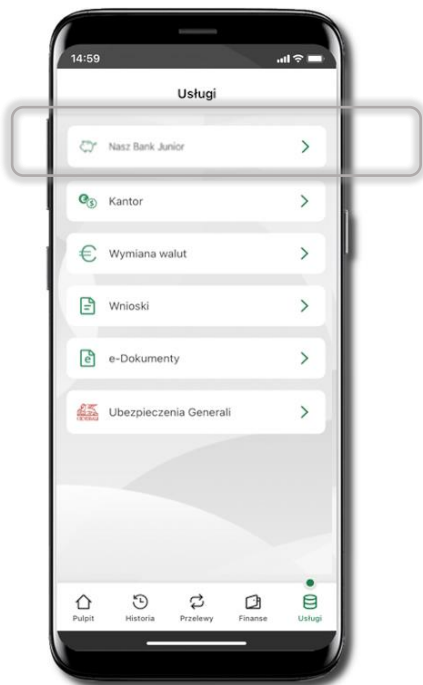 14:59
Usługi
Nasz Bank Junior
Kantor
Wymiana walut
Wnioski
e-Dokumenty
Ubezpieczenia Generali
Pulpit
Historia
Przelewy
Finanse
Usługi